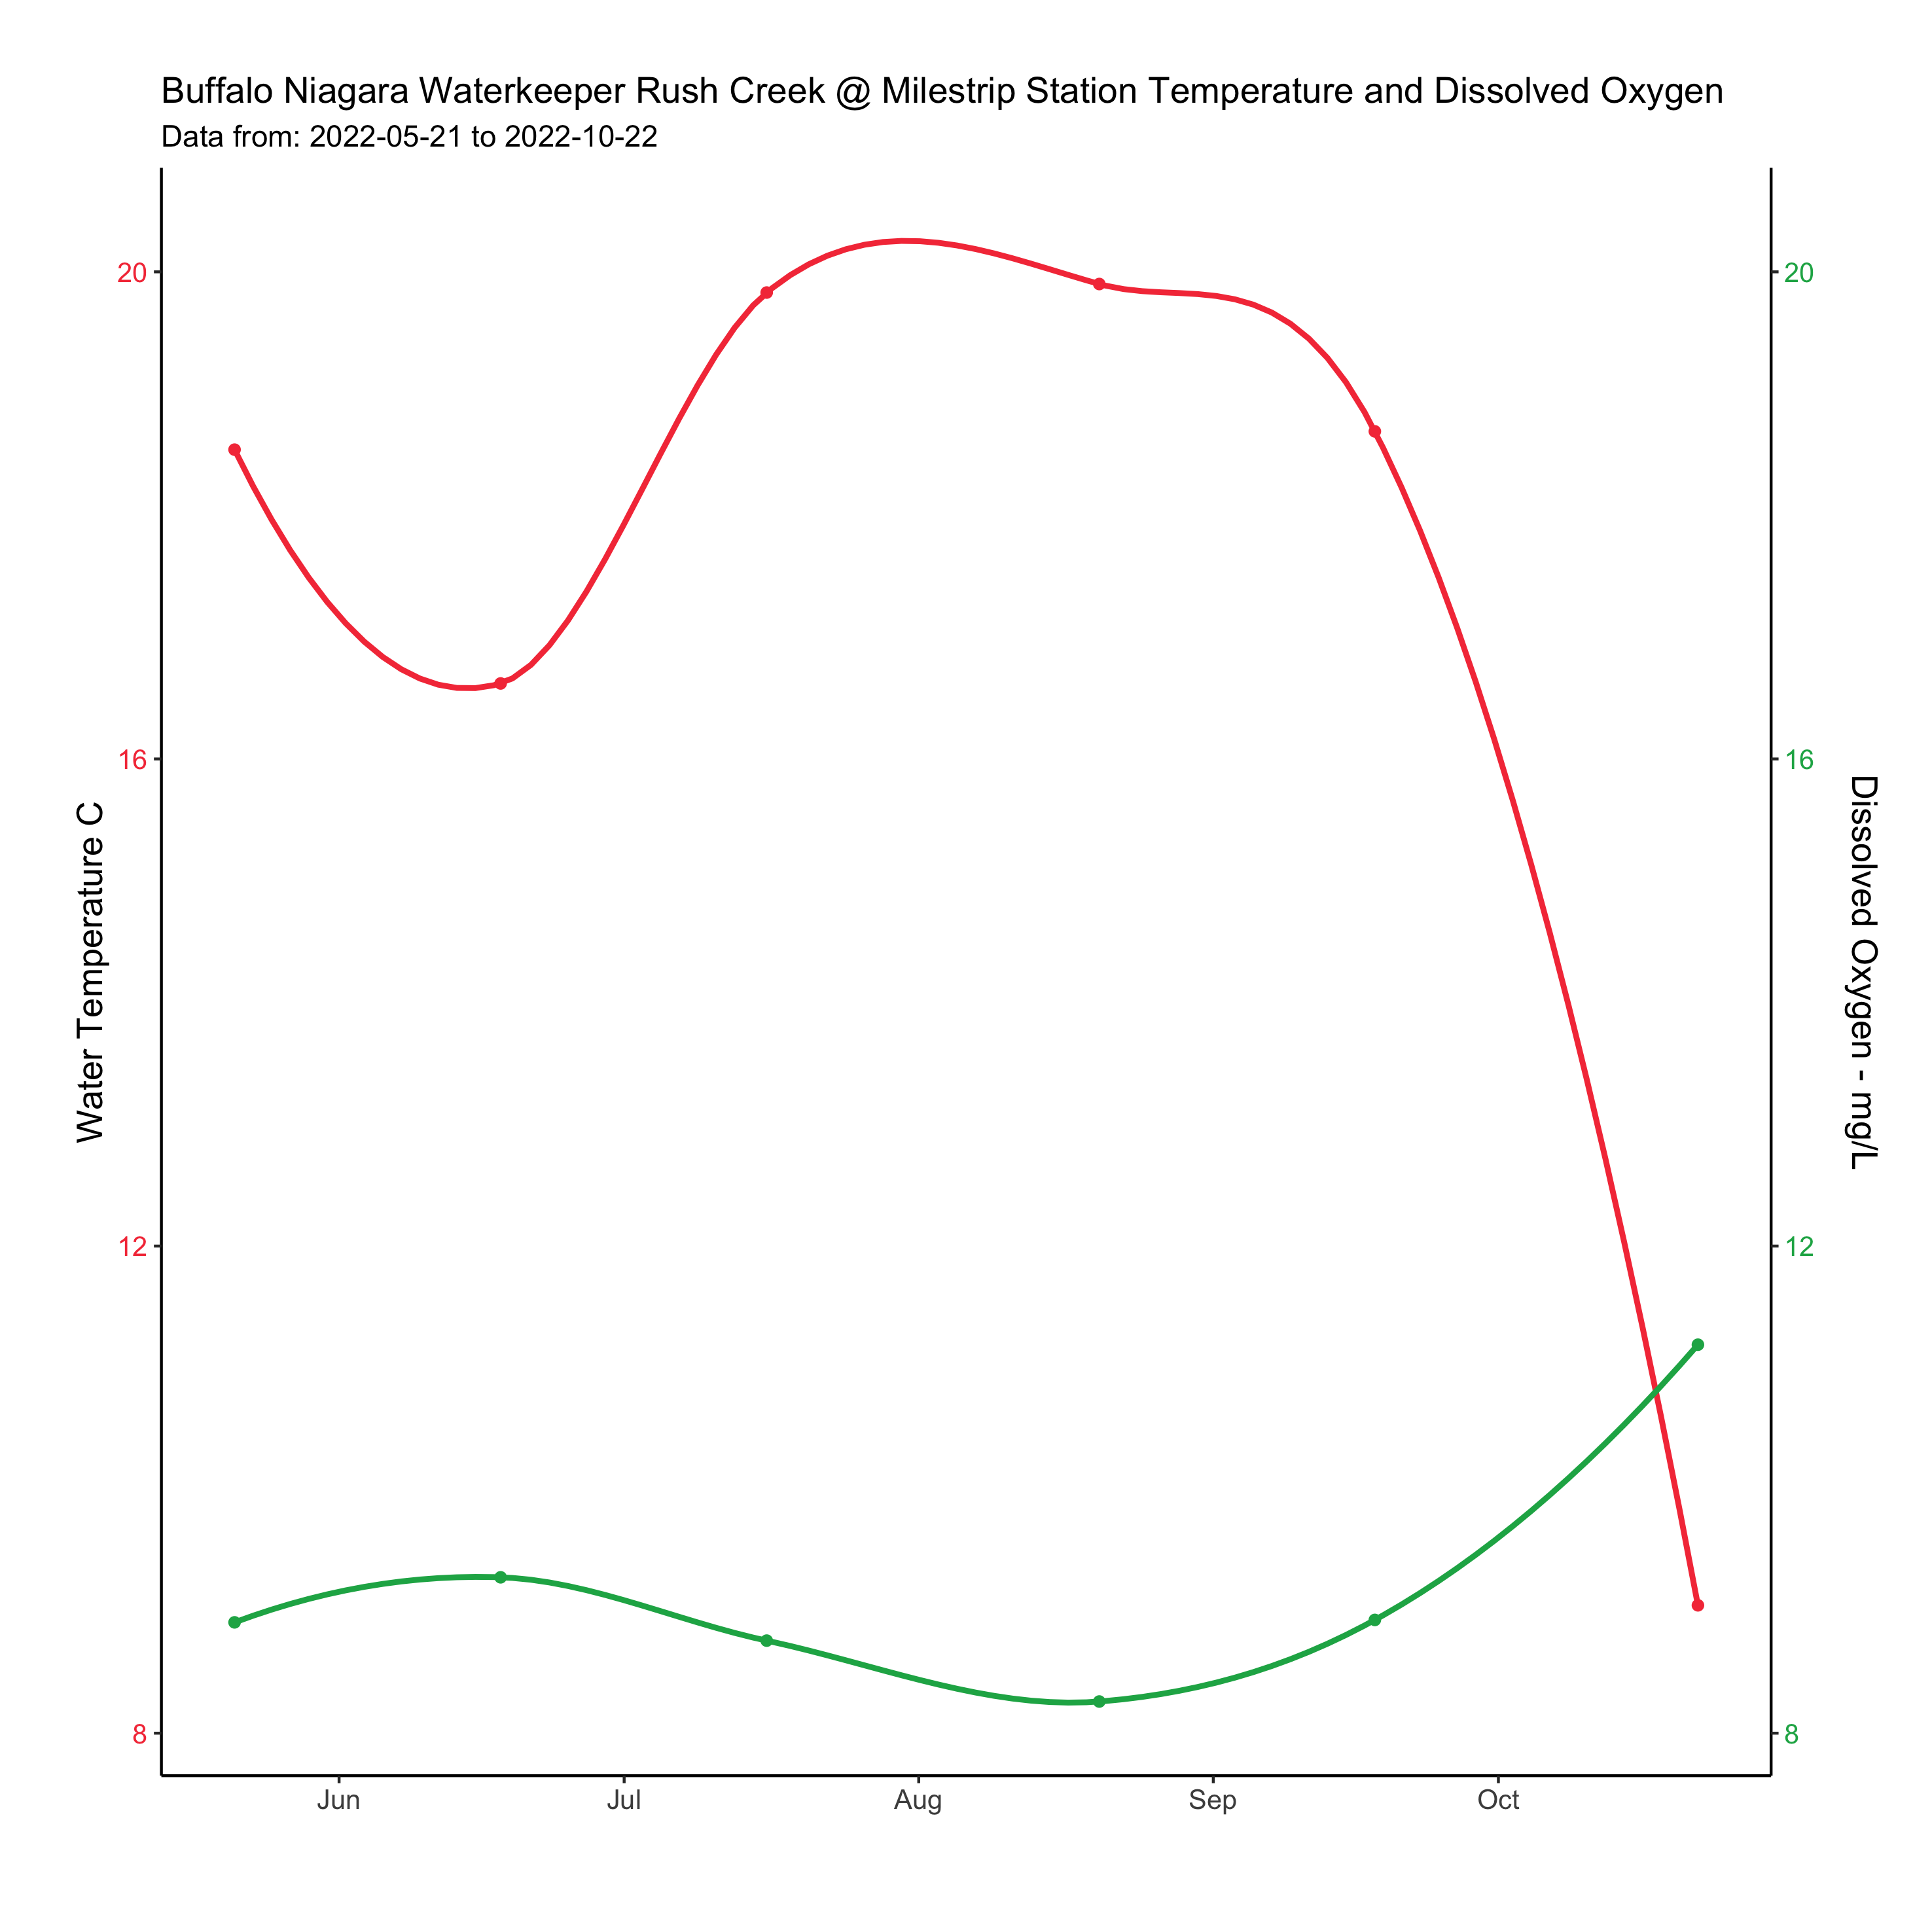 Buffalo Niagara Waterkeeper Rush Creek @ Milestrip Station Temperature and Dissolved Oxygen
Data from: 2022-05-21 to 2022-10-22
Water Temperature C
20
16
12
8
20
16
12
8
Dissolved Oxygen - mg/L
Jun
Jul
Aug
Sep
Oct